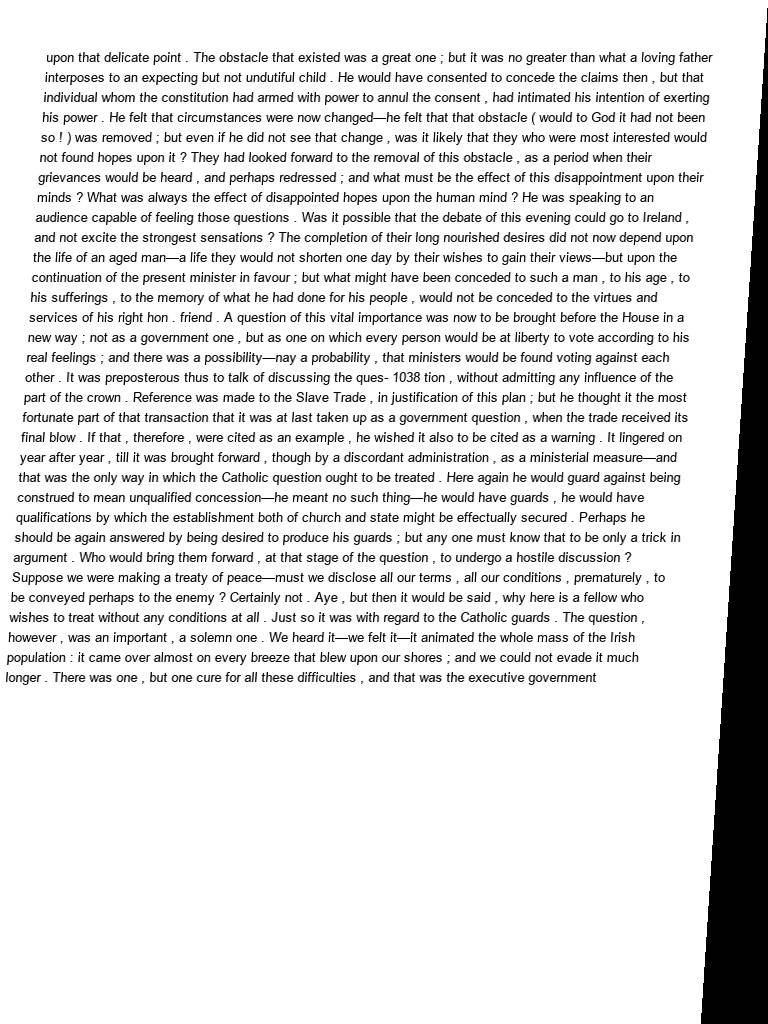 upon that delicate point . The obstacle that existed was a great one ; but it was no greater than what a loving father
interposes to an expecting but not undutiful child . He would have consented to concede the claims then , but that
individual whom the constitution had armed with power to annul the consent , had intimated his intention of exerting
his power . He felt that circumstances were now changed—he felt that that obstacle ( would to God it had not been
so ! ) was removed ; but even if he did not see that change , was it likely that they who were most interested would
not found hopes upon it ? They had looked forward to the removal of this obstacle , as a period when their
grievances would be heard , and perhaps redressed ; and what must be the effect of this disappointment upon their
minds ? What was always the effect of disappointed hopes upon the human mind ? He was speaking to an
audience capable of feeling those questions . Was it possible that the debate of this evening could go to Ireland ,
and not excite the strongest sensations ? The completion of their long nourished desires did not now depend upon
the life of an aged man—a life they would not shorten one day by their wishes to gain their views—but upon the
continuation of the present minister in favour ; but what might have been conceded to such a man , to his age , to
his sufferings , to the memory of what he had done for his people , would not be conceded to the virtues and
services of his right hon . friend . A question of this vital importance was now to be brought before the House in a
new way ; not as a government one , but as one on which every person would be at liberty to vote according to his
real feelings ; and there was a possibility—nay a probability , that ministers would be found voting against each
other . It was preposterous thus to talk of discussing the ques- 1038 tion , without admitting any influence of the
part of the crown . Reference was made to the Slave Trade , in justification of this plan ; but he thought it the most
fortunate part of that transaction that it was at last taken up as a government question , when the trade received its
final blow . If that , therefore , were cited as an example , he wished it also to be cited as a warning . It lingered on
year after year , till it was brought forward , though by a discordant administration , as a ministerial measure—and
that was the only way in which the Catholic question ought to be treated . Here again he would guard against being
construed to mean unqualified concession—he meant no such thing—he would have guards , he would have
qualifications by which the establishment both of church and state might be effectually secured . Perhaps he
should be again answered by being desired to produce his guards ; but any one must know that to be only a trick in
argument . Who would bring them forward , at that stage of the question , to undergo a hostile discussion ?
Suppose we were making a treaty of peace—must we disclose all our terms , all our conditions , prematurely , to
be conveyed perhaps to the enemy ? Certainly not . Aye , but then it would be said , why here is a fellow who
wishes to treat without any conditions at all . Just so it was with regard to the Catholic guards . The question ,
however , was an important , a solemn one . We heard it—we felt it—it animated the whole mass of the Irish
population : it came over almost on every breeze that blew upon our shores ; and we could not evade it much
longer . There was one , but one cure for all these difficulties , and that was the executive government